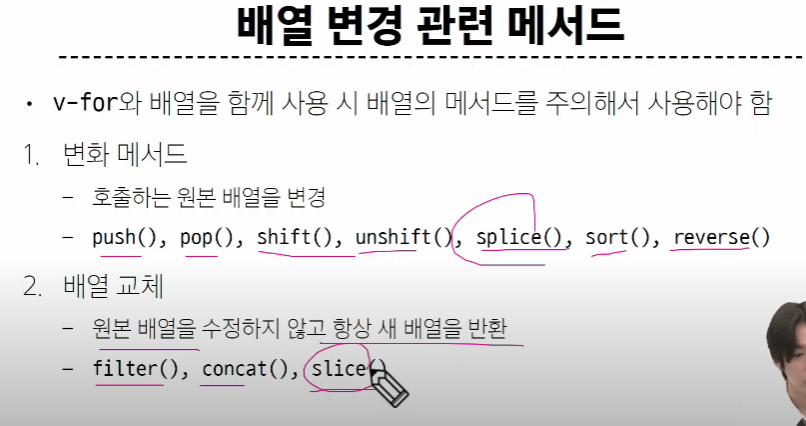 배열 변경 관련 메서드
• v-for와 배열을 함께 사용 시 배열의 메서드를 주의해서 사용해야 함
1. 변화 메서드
– 호출하는 원본 배열을 변경
– push(), pop(), shift(), unshift(), splice(), sort(), reverse()
2. 배열 교체
– 원본 배열을 수정하지 않고 항상 새 배열을 반환
– filter(), concat(), slice()